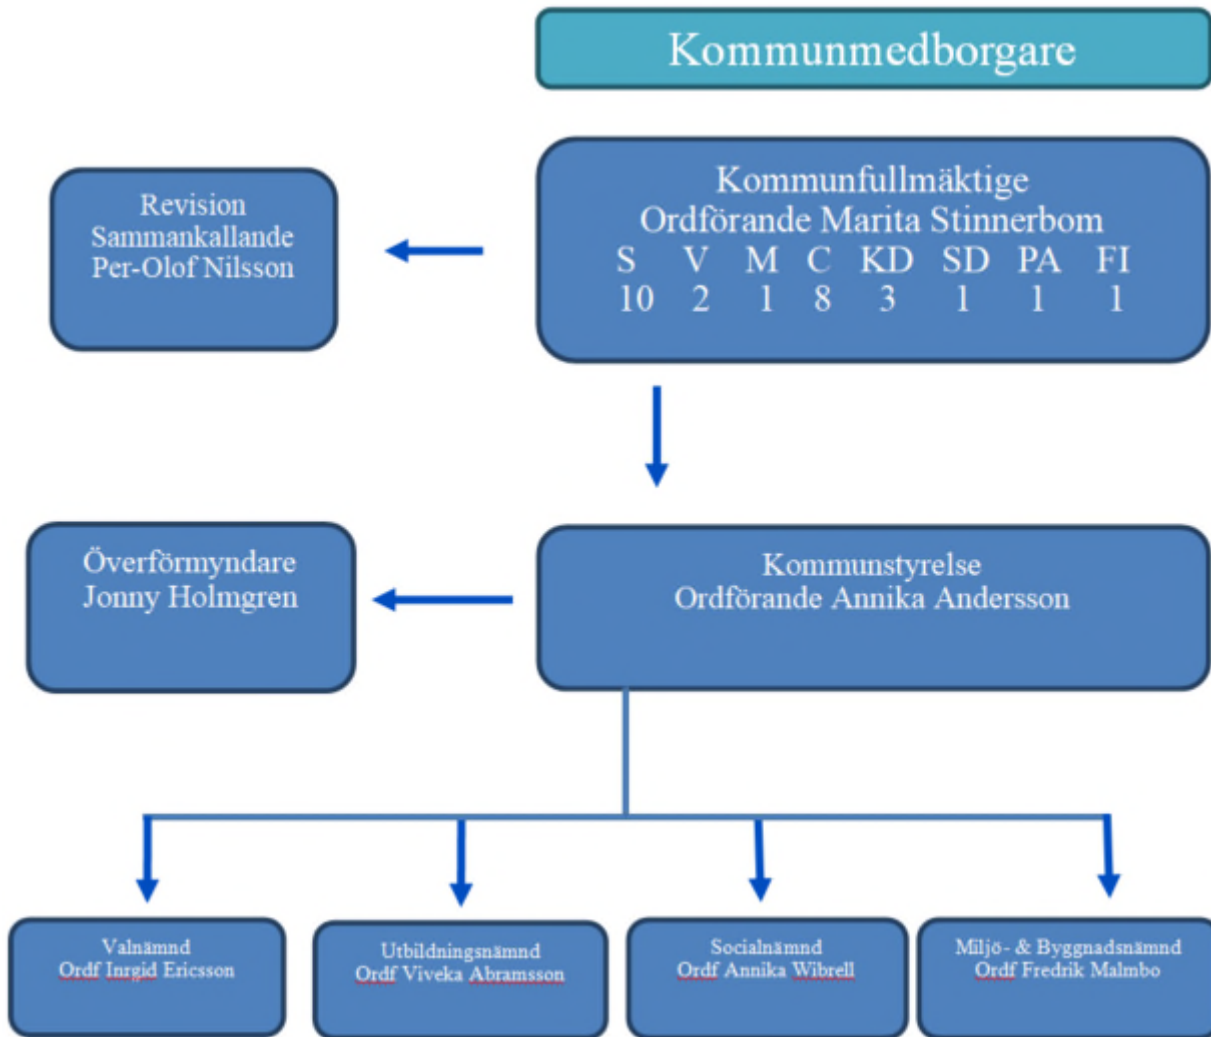 Kommunmedborgare
Kommunfullmäktige
Ordförande Marita Stinnerbom
S V M C KD SD PA FI
10 2 1 8 3 1 1 1
Revision
Sammankallande
Per-Olof Nilsson
Överförmyndare
Jonny Holmgren
Kommunstyrelse
Ordförande Annika Andersson
Valnämnd
Ordf Inrgid Ericsson
Utbildningsnämnd
Ordf Viveka Abramsson
Socialnämnd
Ordf Annika Wibrell
Miljö- & Byggnadsnämnd
Ordf Fredrik Malmbo